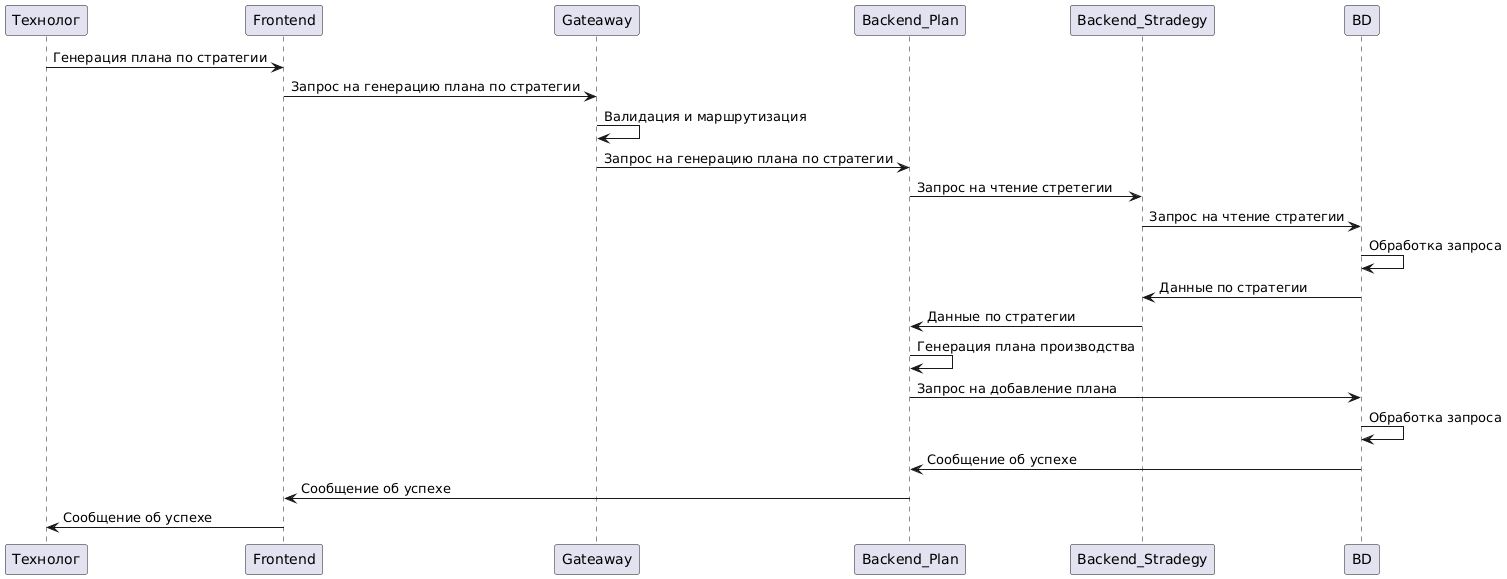 Технолог
Frontend
Gateaway
Backend_Plan
Backend_Stradegy
BD
Генерация плана по стратегии
Запрос на генерацию плана по стратегии
Валидация и маршрутизация
Запрос на генерацию плана по стратегии
Запрос на чтение стретегии
Запрос на чтение стратегии
Обработка запроса
Данные по стратегии
Данные по стратегии
Генерация плана производства
Запрос на добавление плана
Обработка запроса
Сообщение об успехе
Сообщение об успехе
Сообщение об успехе
Технолог
Frontend
Gateaway
Backend_Plan
Backend_Stradegy
BD